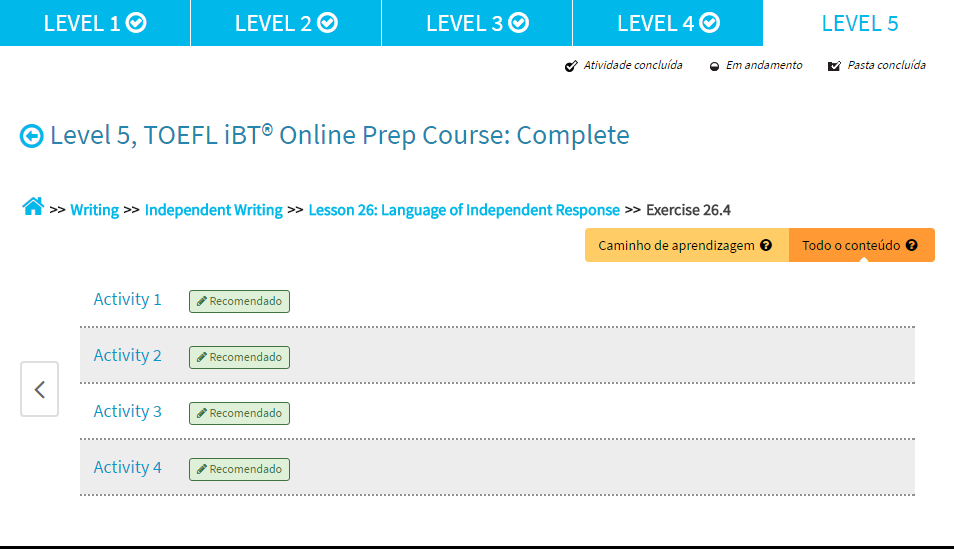 LEVEL 1 LEVEL 2 LEVEL 3 LEVEL 4 LEVEL 5
Atividade concluída Em andamento Pasta concluída
Level 5, TOEFL iBT® Online Prep Course: Complete
>> Writing >> Independent Writing >> Lesson 26: Language of Independent Response >> Exercise 26.4
Caminho de aprendizagem Todo o conteúdo
Activity 1 Recomendado
Activity 2 Recomendado
Activity 3 Recomendado
Activity 4 Recomendado